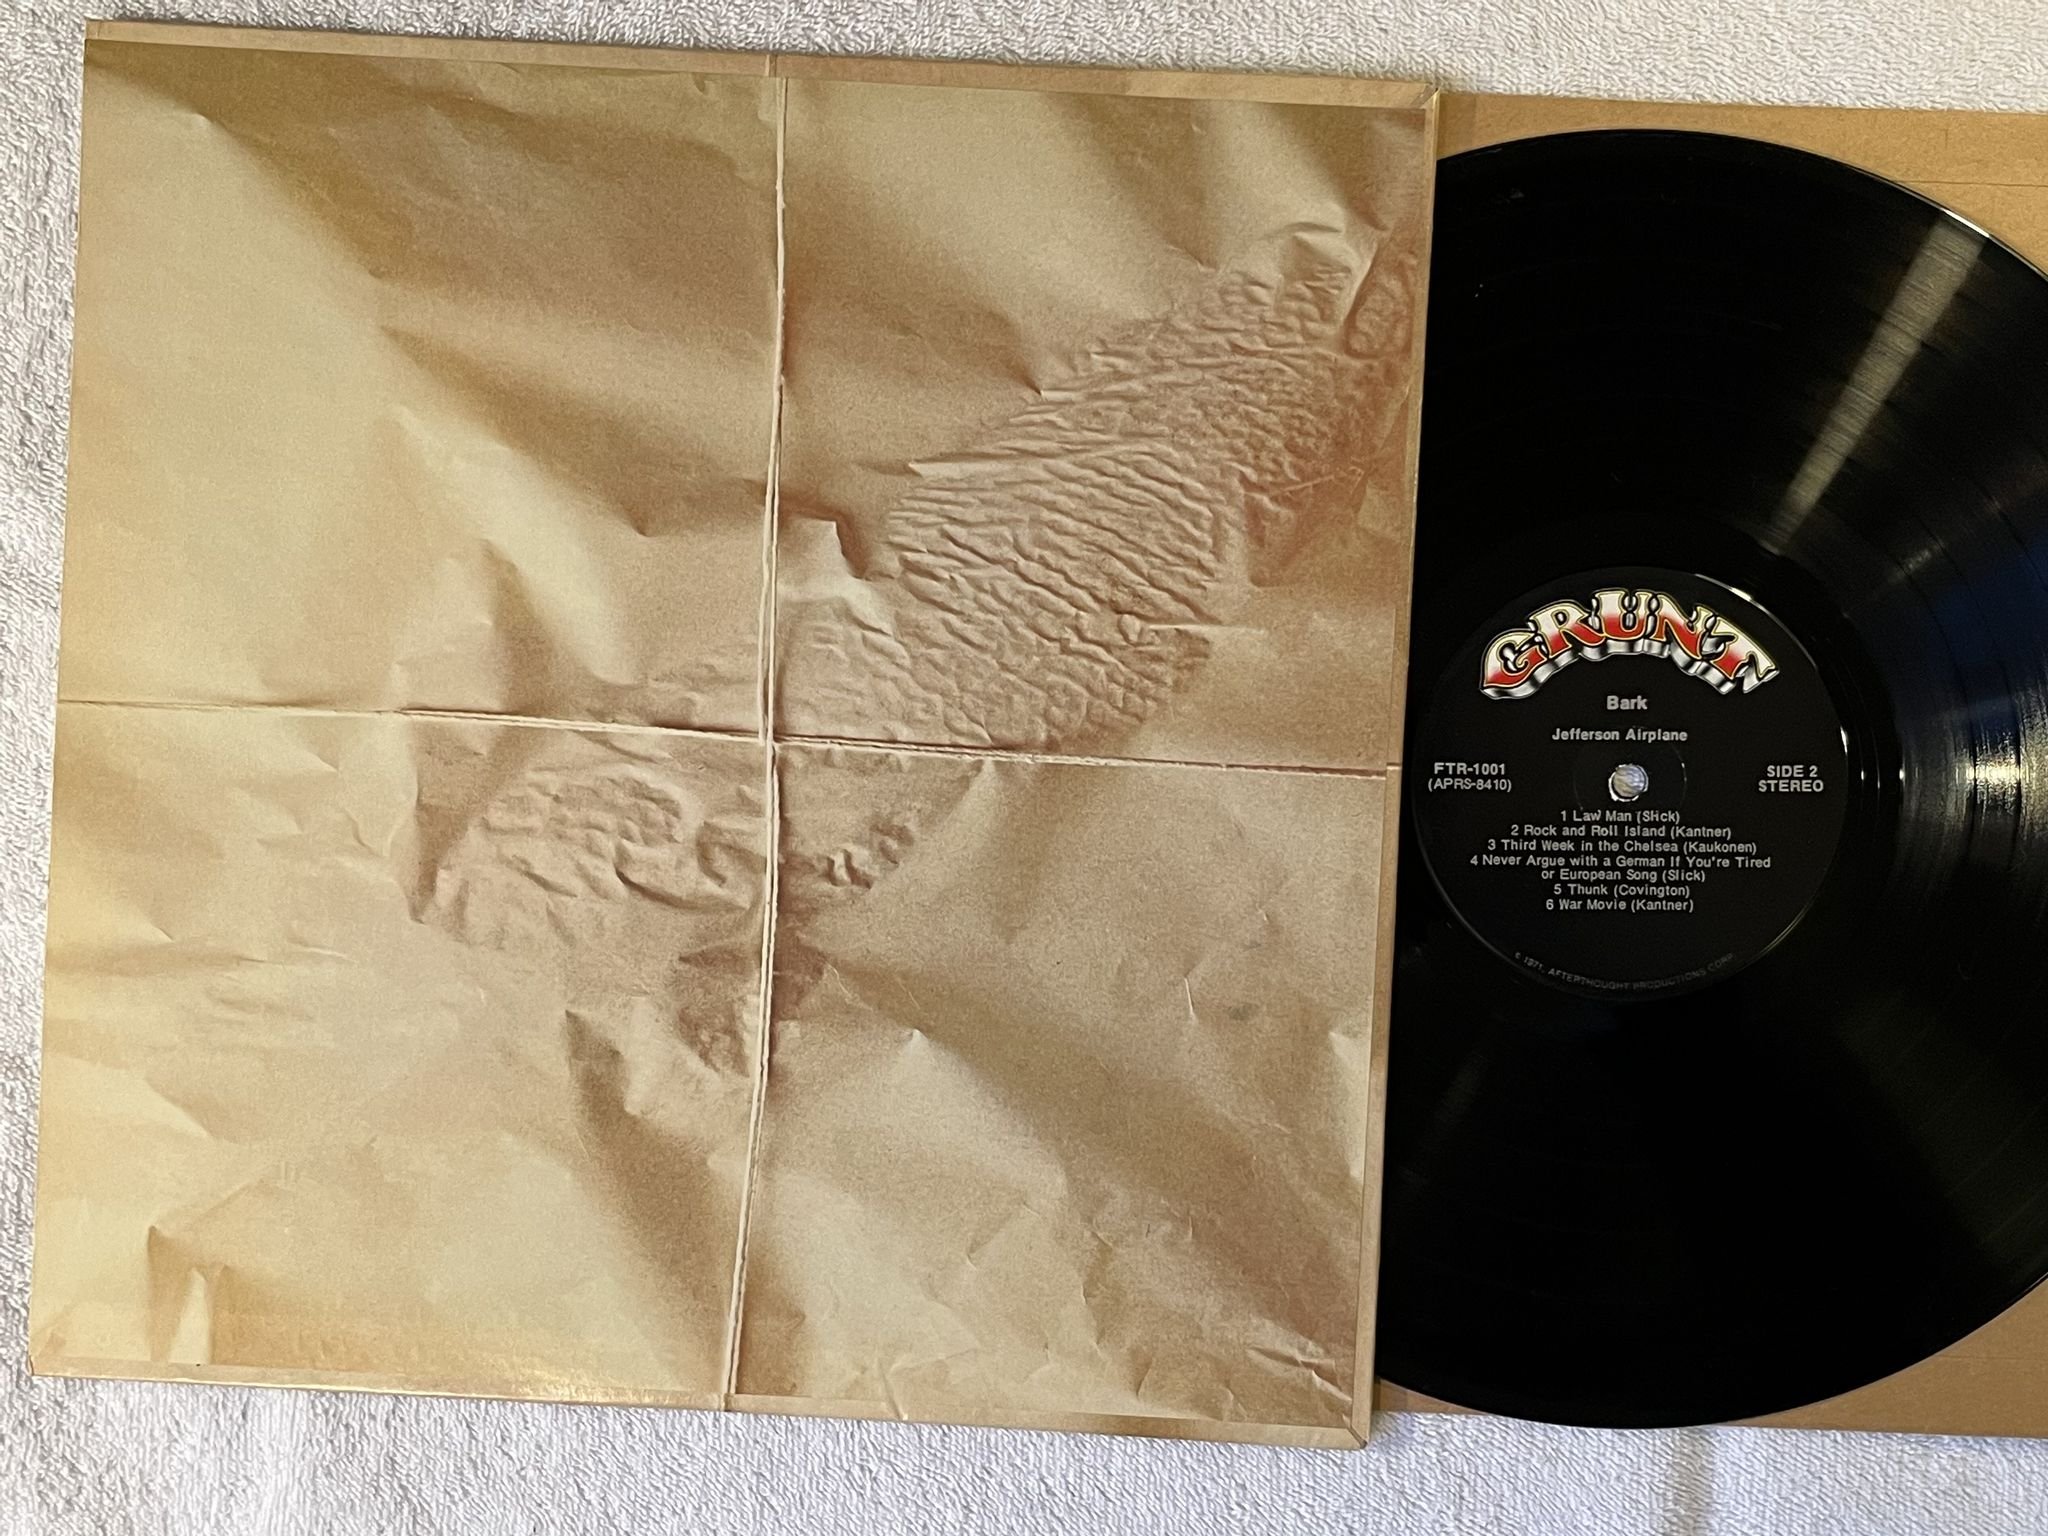 GRUNT
Bark
Jefferson Airplane
FTR-1001
(APRS-8410)
SIDE 2
STEREO
1 Law Man (Slick)
2 Rock and Roll Island (Kantner)
3 Third Week in the Chelsea (Kaukonen)
4 Never Argue with a German If You're Tired
or European Song (Slick)
5 Thunk (Covington)
6 War Movie (Kantner)
© 1971, AFTERTHOUGHT PRODUCTIONS CORP.